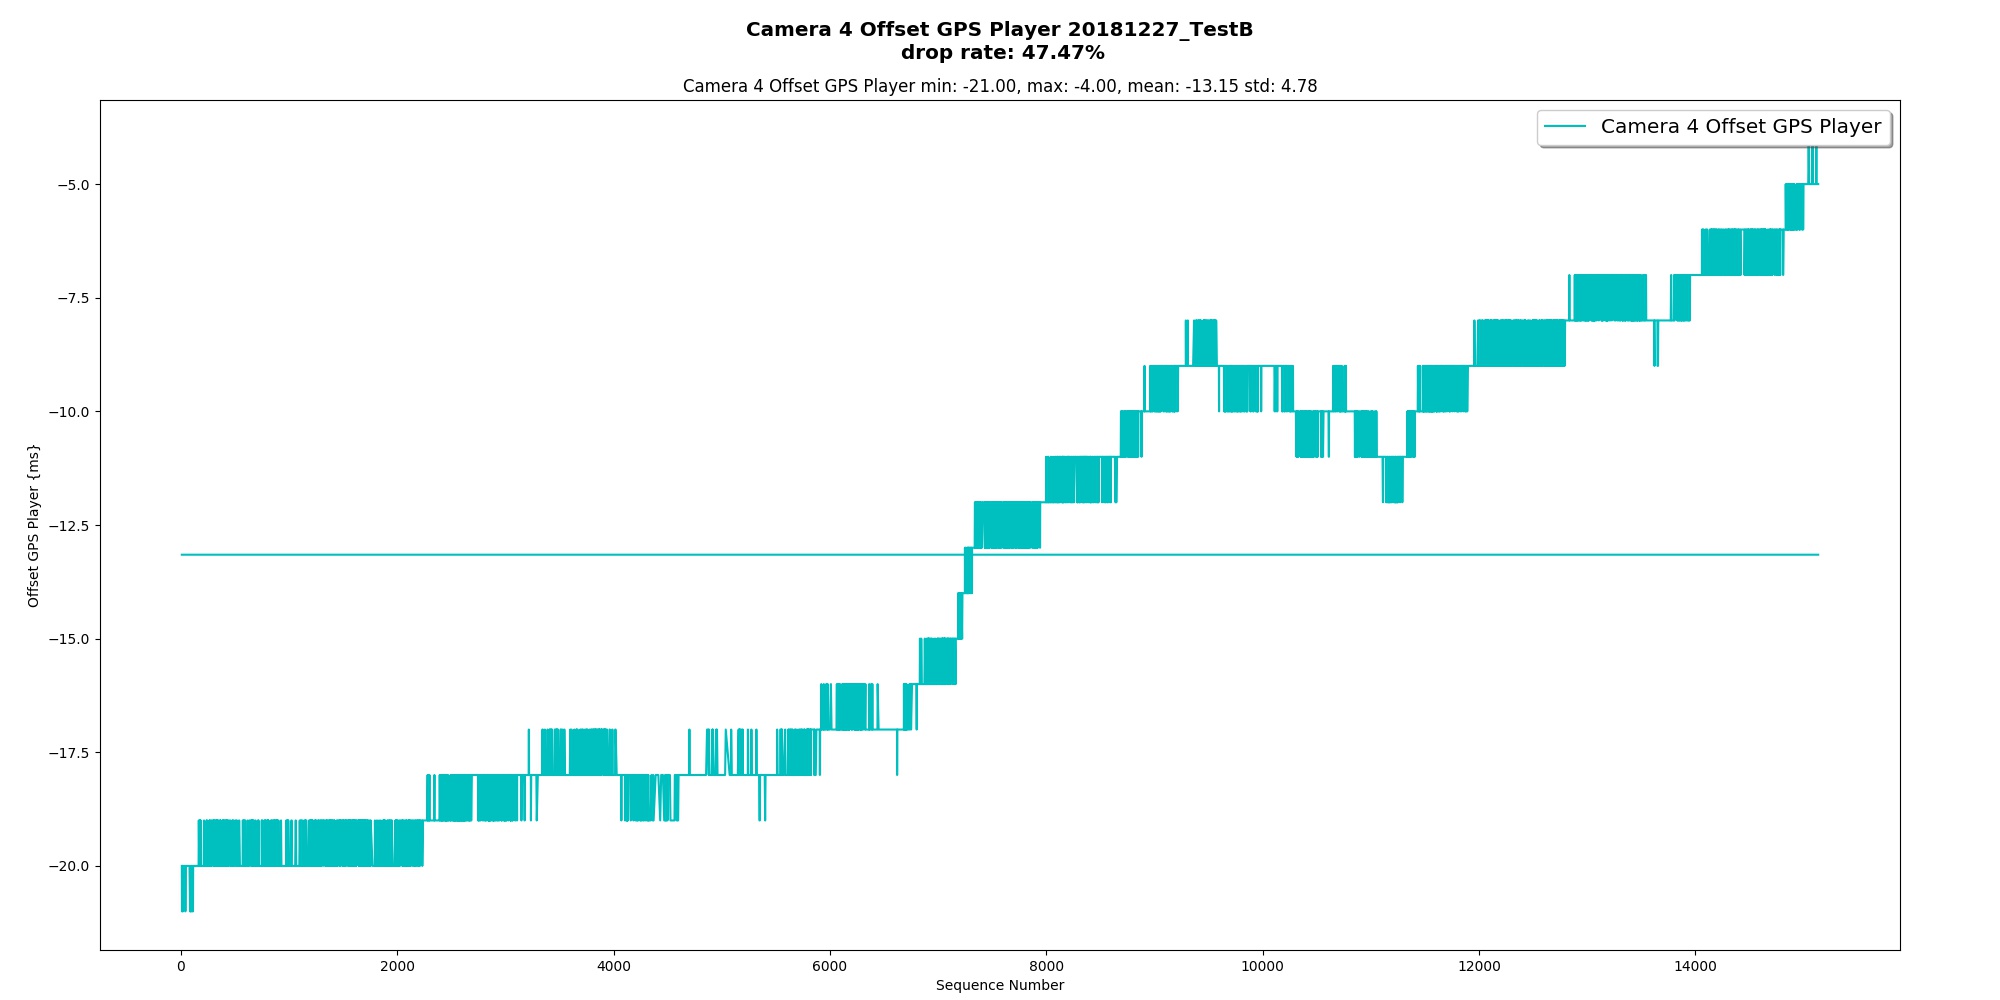 Camera 4 Offset GPS Player 20181227_TestB
drop rate: 47.47%
Camera 4 Offset GPS Player min: -21.00, max: -4.00, mean: -13.15 std: 4.78
Camera 4 Offset GPS Player
−5.0
−7.5
−10.0
−12.5
−15.0
−17.5
−20.0
Offset GPS Player {ms}
0 2000 4000 6000 8000 10000 12000 14000
Sequence Number